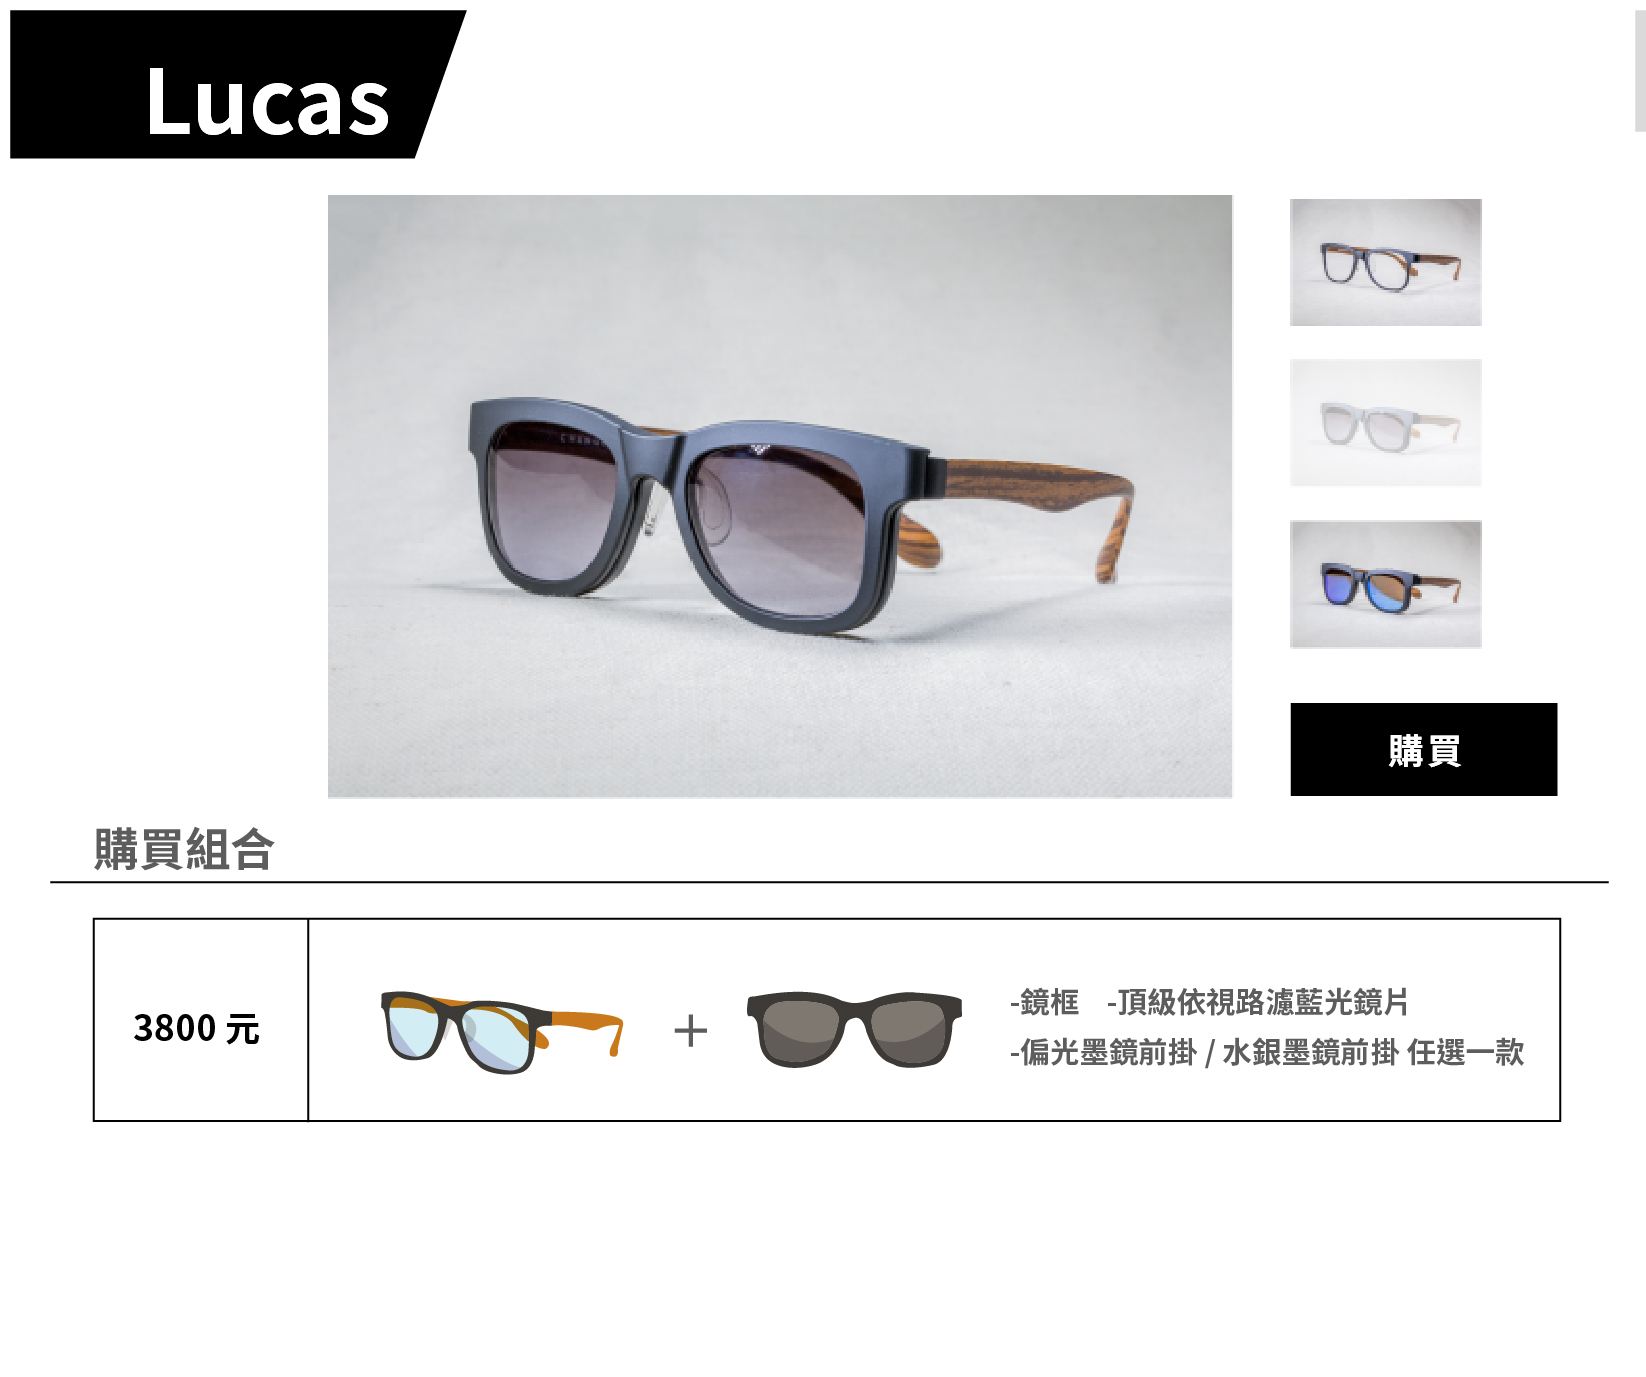 Lucas
購買
購買組合
3800 元
-鏡框 -頂級依視路濾藍光鏡片
-偏光墨鏡前掛 / 水銀墨鏡前掛 任選一款